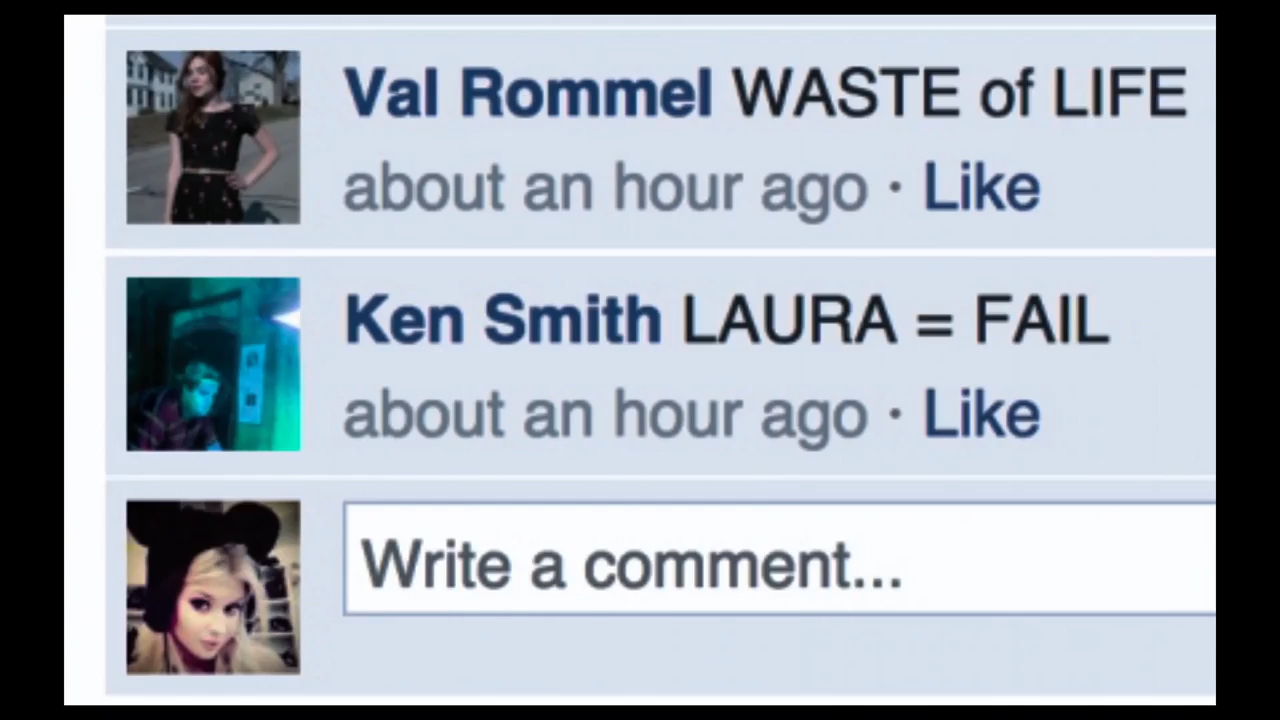 Val Rommel WASTE of LIFE
about an hour ago · Like
Ken Smith LAURA = FAIL
about an hour ago · Like
Write a comment...